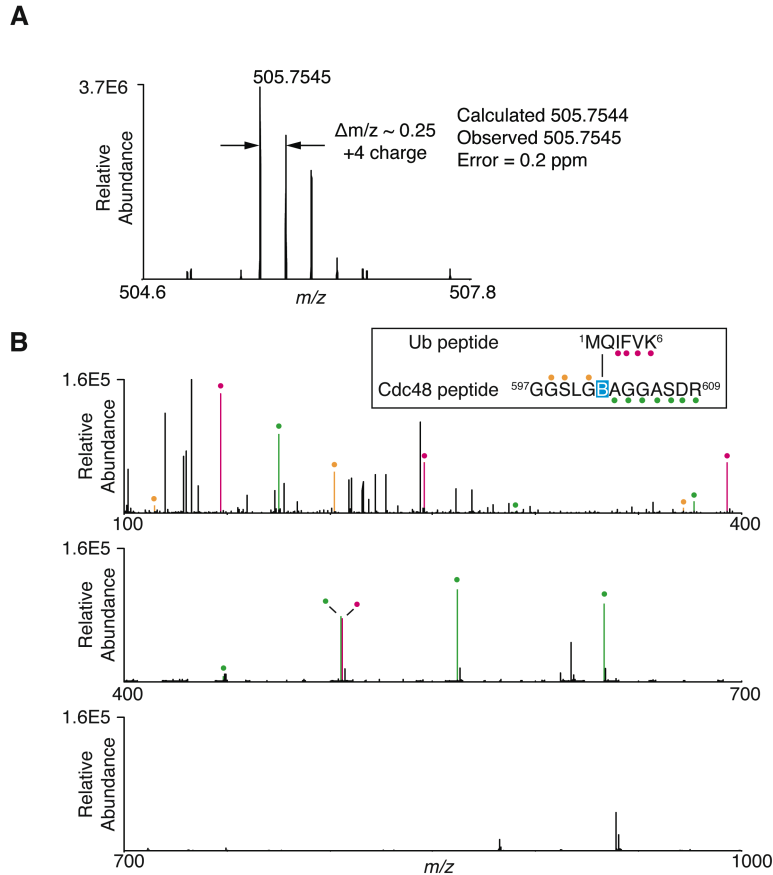 A
505.7545
3.7E6
Relative
Abundance
Δm/z ~ 0.25
+4 charge
Calculated 505.7544
Observed 505.7545
Error = 0.2 ppm
504.6
m/z
507.8
B
Ub peptide
¹MQIFVK⁶
Cdc48 peptide
⁵⁹⁷GGSLGBAGGASDR⁶⁰⁹
1.6E5
Relative
Abundance
100
400
1.6E5
Relative
Abundance
400
700
1.6E5
Relative
Abundance
700
m/z
1000